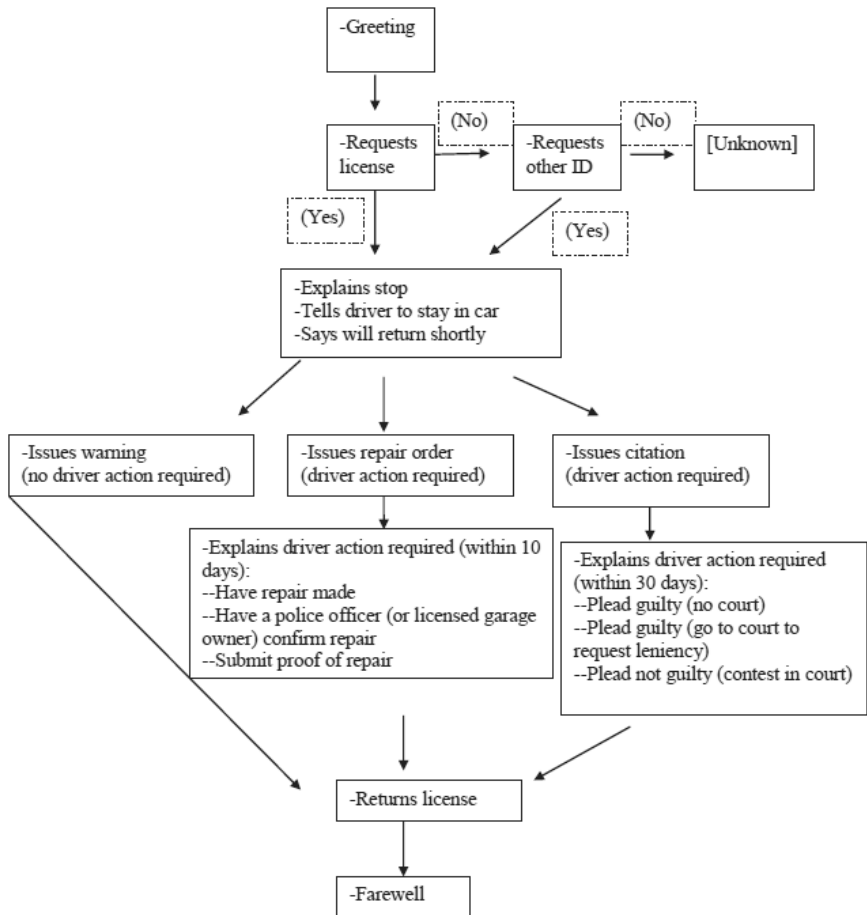 -Greeting
(No)
(No)
-Requests
license
-Requests
other ID
[Unknown]
(Yes)
(Yes)
-Explains stop
-Tells driver to stay in car
-Says will return shortly
-Issues warning
(no driver action required)
-Issues repair order
(driver action required)
-Issues citation
(driver action required)
-Explains driver action required (within 10
days):
--Have repair made
--Have a police officer (or licensed garage
owner) confirm repair
--Submit proof of repair
-Explains driver action required
(within 30 days):
--Plead guilty (no court)
--Plead guilty (go to court to
request leniency)
--Plead not guilty (contest in court)
-Returns license
-Farewell